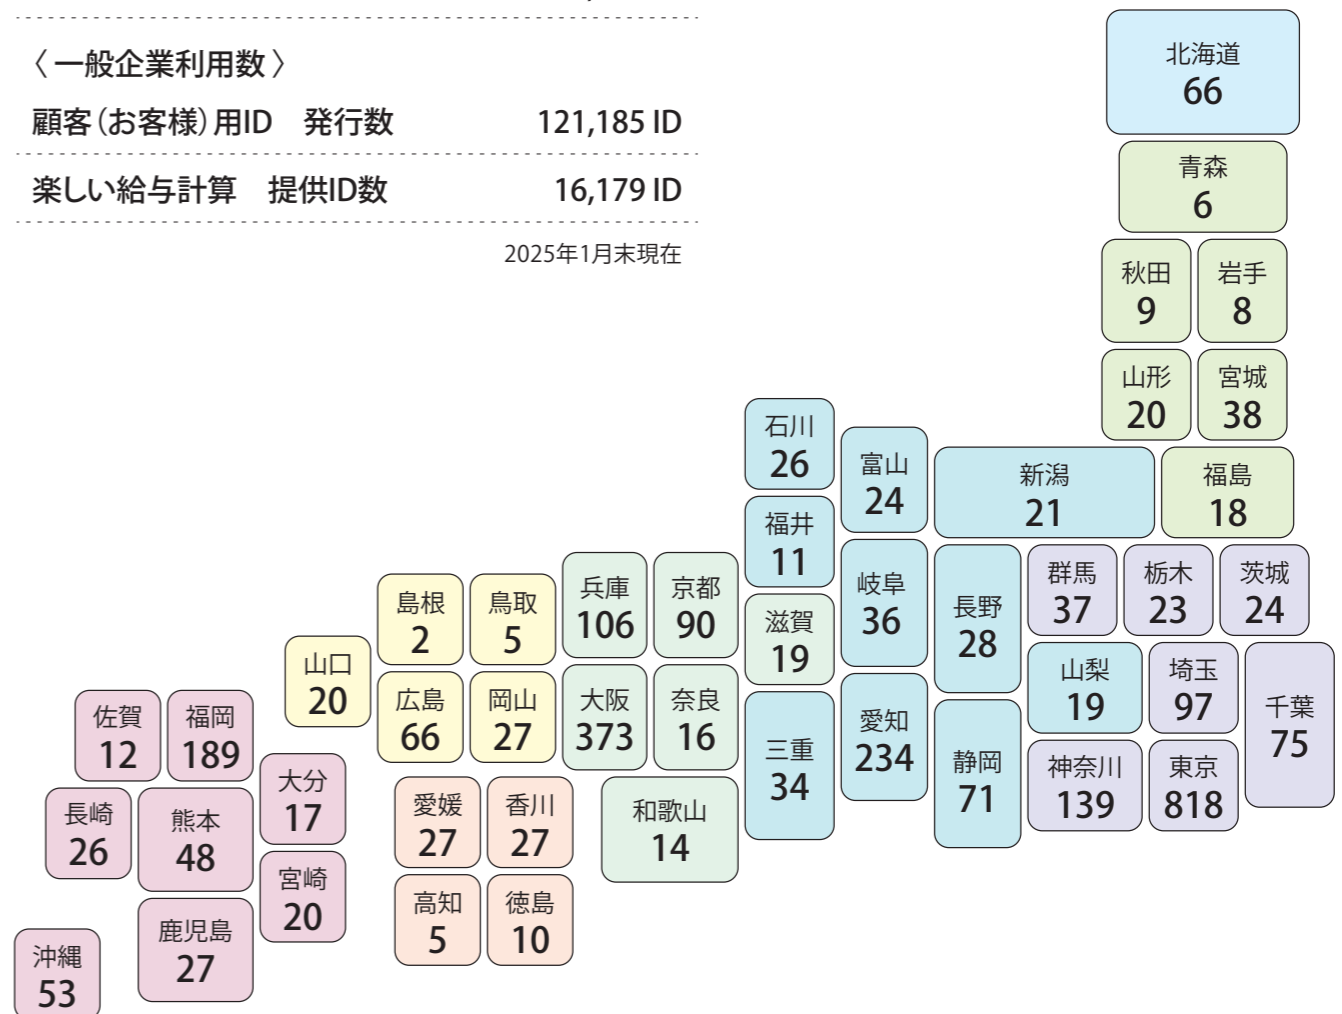 〈 一般企業利用数 〉
顧客（お客様）用ID　発行数　121,185 ID
楽しい給与計算　提供ID数　16,179 ID
2025年1月末現在
北海道
66
青森
6
秋田
9
岩手
8
山形
20
宮城
38
石川
26
富山
24
新潟
21
福島
18
福井
11
岐阜
36
長野
28
群馬
37
栃木
23
茨城
24
島根
2
鳥取
5
兵庫
106
京都
90
滋賀
19
山口
20
広島
66
岡山
27
大阪
373
奈良
16
三重
34
愛知
234
静岡
71
山梨
19
埼玉
97
千葉
75
神奈川
139
東京
818
佐賀
12
福岡
189
大分
17
長崎
26
熊本
48
宮崎
20
愛媛
27
香川
27
和歌山
14
高知
5
徳島
10
鹿児島
27
沖縄
53